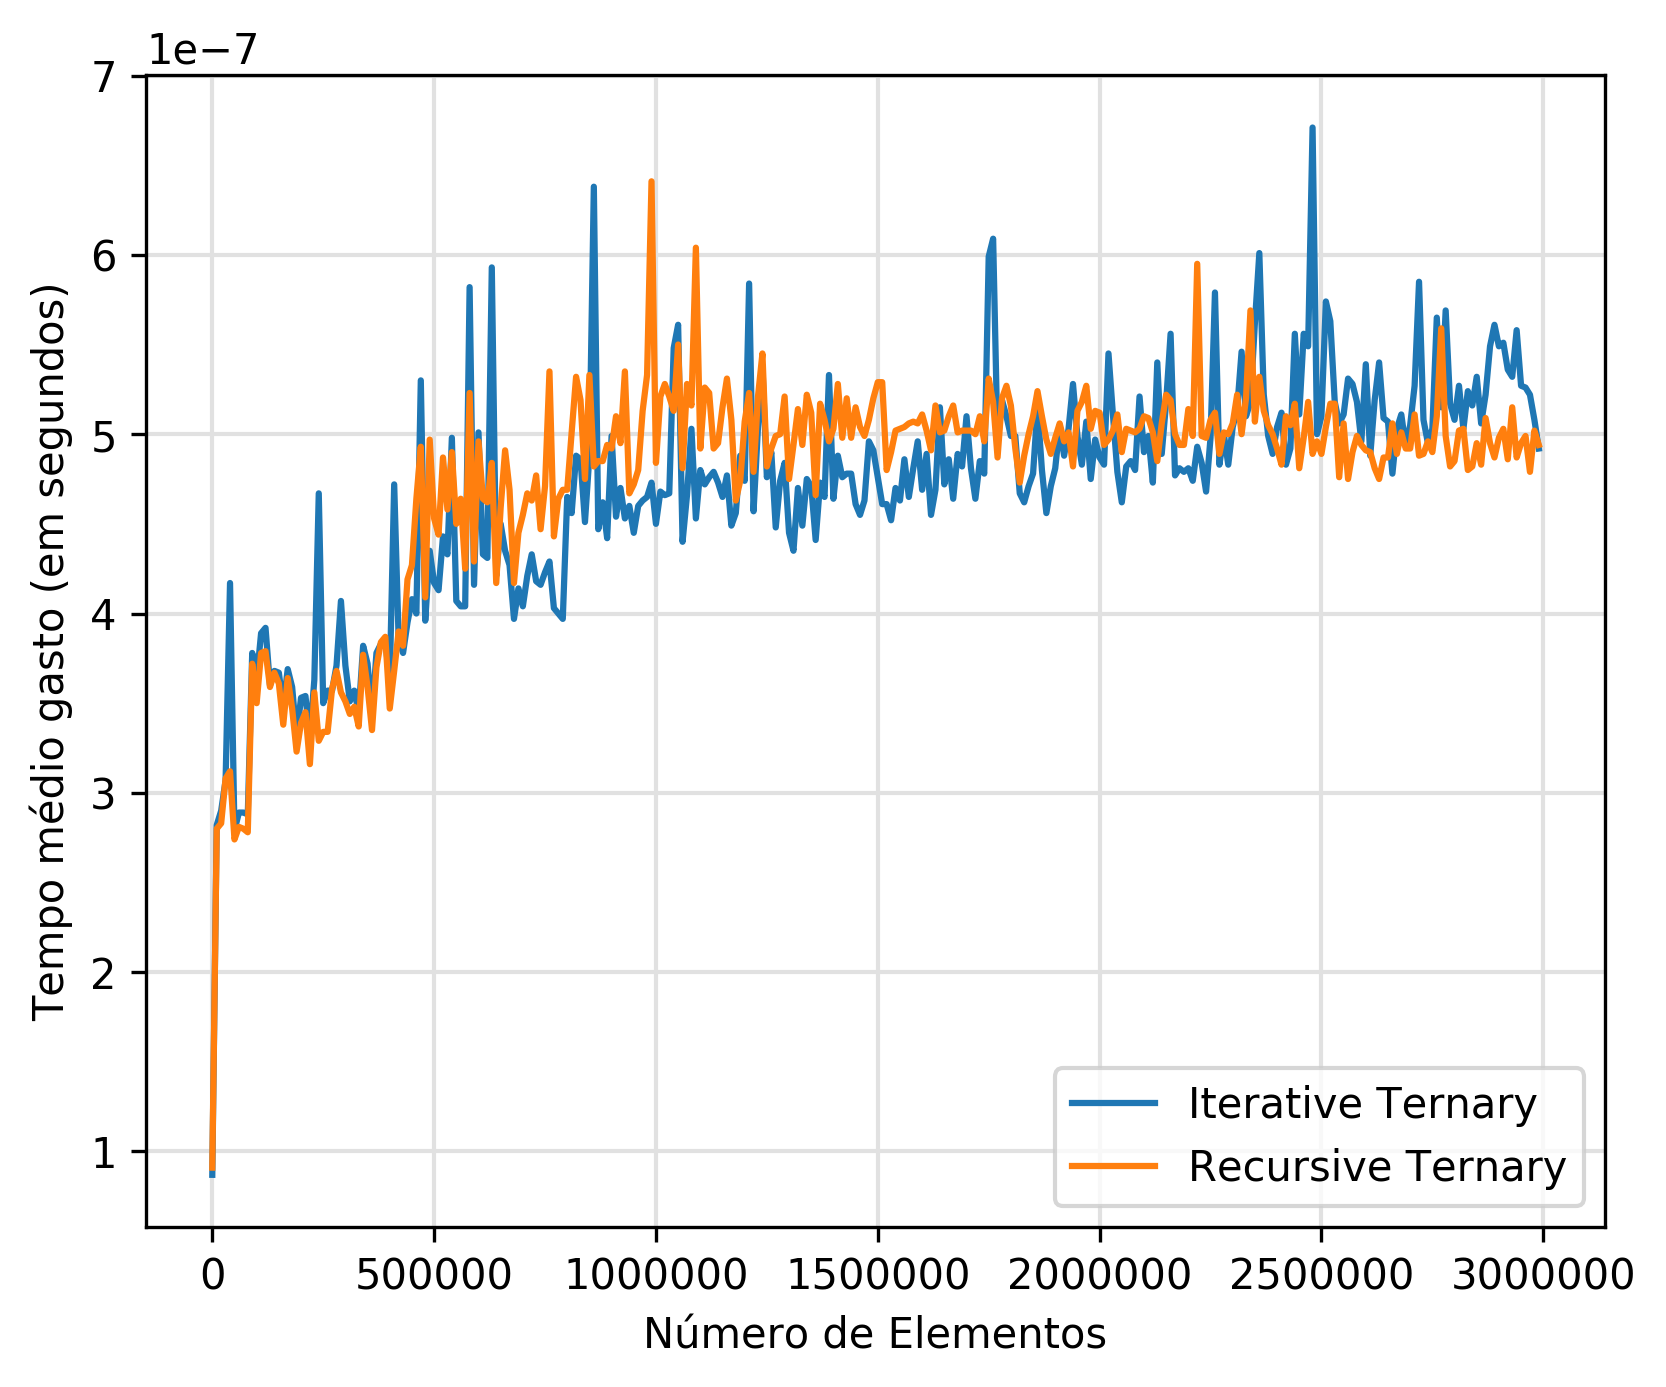 1e−7
7
6
5
4
3
2
1
Tempo médio gasto (em segundos)
Iterative Ternary
Recursive Ternary
0 500000 1000000 1500000 2000000 2500000 3000000
Número de Elementos